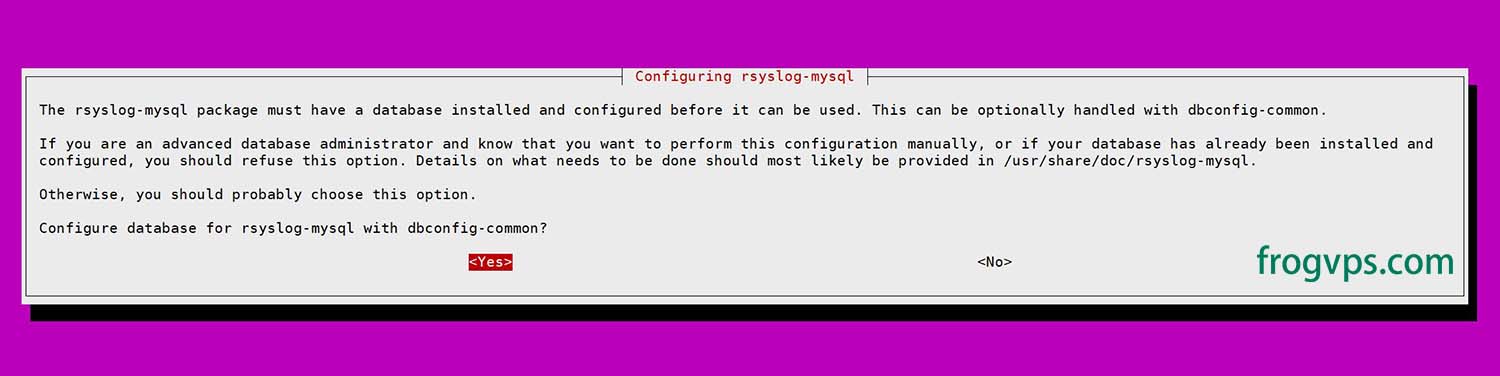 Configuring rsyslog-mysql
The rsyslog-mysql package must have a database installed and configured before it can be used. This can be optionally handled with dbconfig-common.
If you are an advanced database administrator and know that you want to perform this configuration manually, or if your database has already been installed and
configured, you should refuse this option. Details on what needs to be done should most likely be provided in /usr/share/doc/rsyslog-mysql.
Otherwise, you should probably choose this option.
Configure database for rsyslog-mysql with dbconfig-common?
<Yes> <No>
frogvps.com